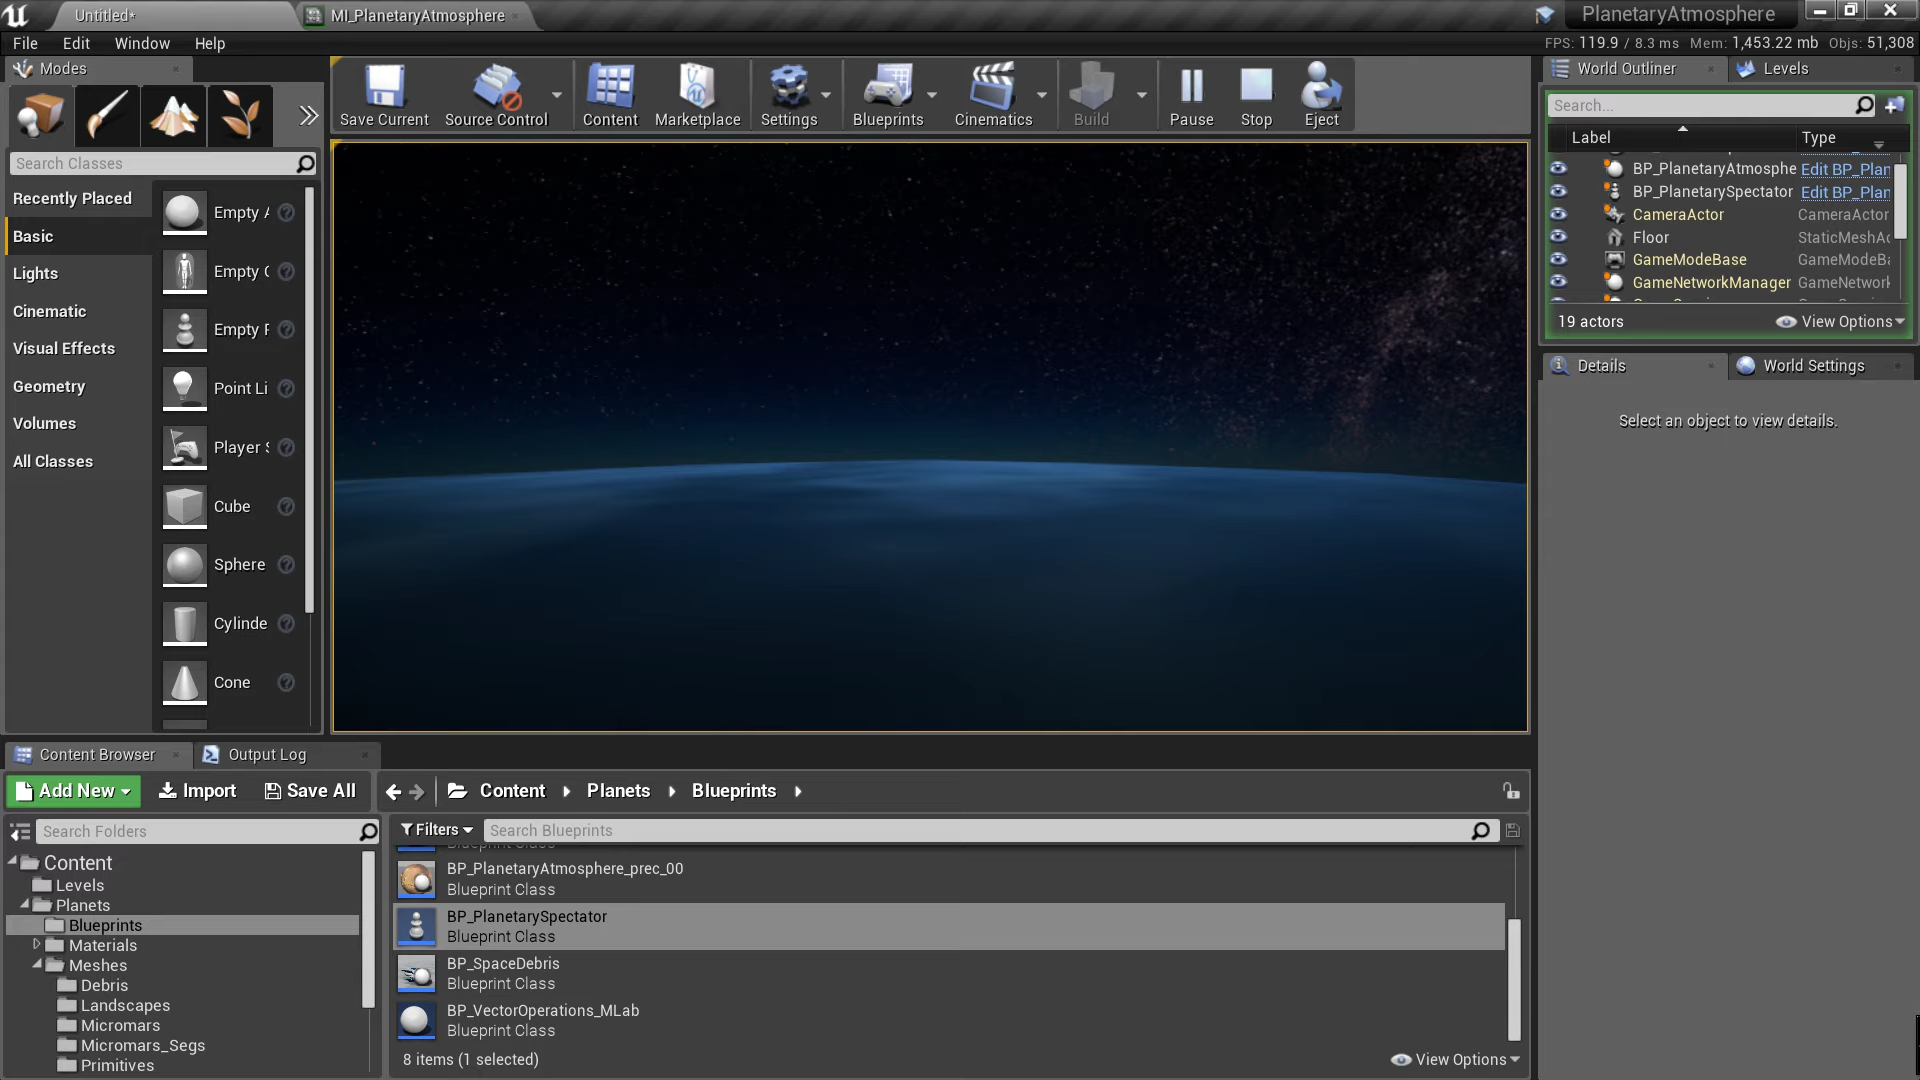 Untitled*
MI_PlanetaryAtmosphere
PlanetaryAtmosphere
File Edit Window Help
FPS: 119.9 / 8.3 ms Mem: 1,453.22 mb Objs: 51,308
Modes
World Outliner
Levels
Save Current
Source Control
Content
Marketplace
Settings
Blueprints
Cinematics
Build
Pause
Stop
Eject
Search...
Label
Type
Search Classes
Recently Placed
Basic
Lights
Cinematic
Visual Effects
Geometry
Volumes
All Classes
Empty A
Empty
Empty
Point Li
Player
Cube
Sphere
Cylinde
Cone
BP_PlanetaryAtmosphe Edit BP_Plan
BP_PlanetarySpectator Edit BP_Plan
CameraActor CameraActor
Floor StaticMeshAc
GameModeBase GameModeBa
GameNetworkManager GameNetwork
19 actors
View Options
Details
World Settings
Select an object to view details.
Content Browser
Output Log
Add New
Import
Save All
Content
Planets
Blueprints
Search Folders
Filters
Search Blueprints
Content
Levels
Planets
Blueprints
Materials
Meshes
Debris
Landscapes
Micromars
Micromars_Segs
Primitives
Blueprint Class
BP_PlanetaryAtmosphere_prec_00
Blueprint Class
BP_PlanetarySpectator
Blueprint Class
BP_SpaceDebris
Blueprint Class
BP_VectorOperations_MLab
Blueprint Class
8 items (1 selected)
View Options